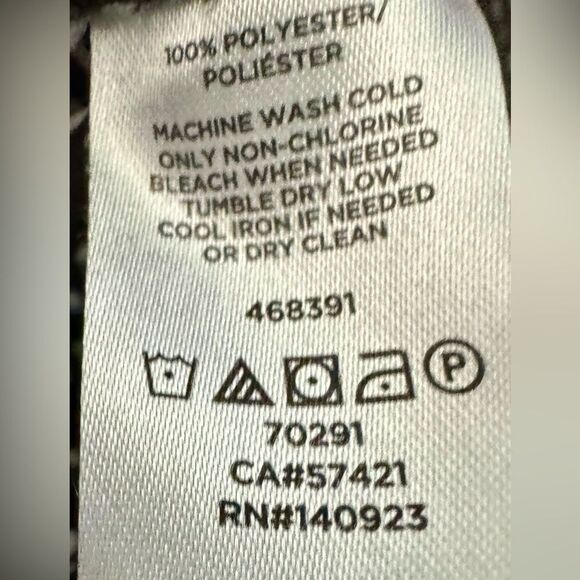 100% POLYESTER/
POLIÉSTER
MACHINE WASH COLD
ONLY NON-CHLORINE
BLEACH WHEN NEEDED
TUMBLE DRY LOW
COOL IRON IF NEEDED
OR DRY CLEAN
468391
P
70291
CA#57421
RN#140923